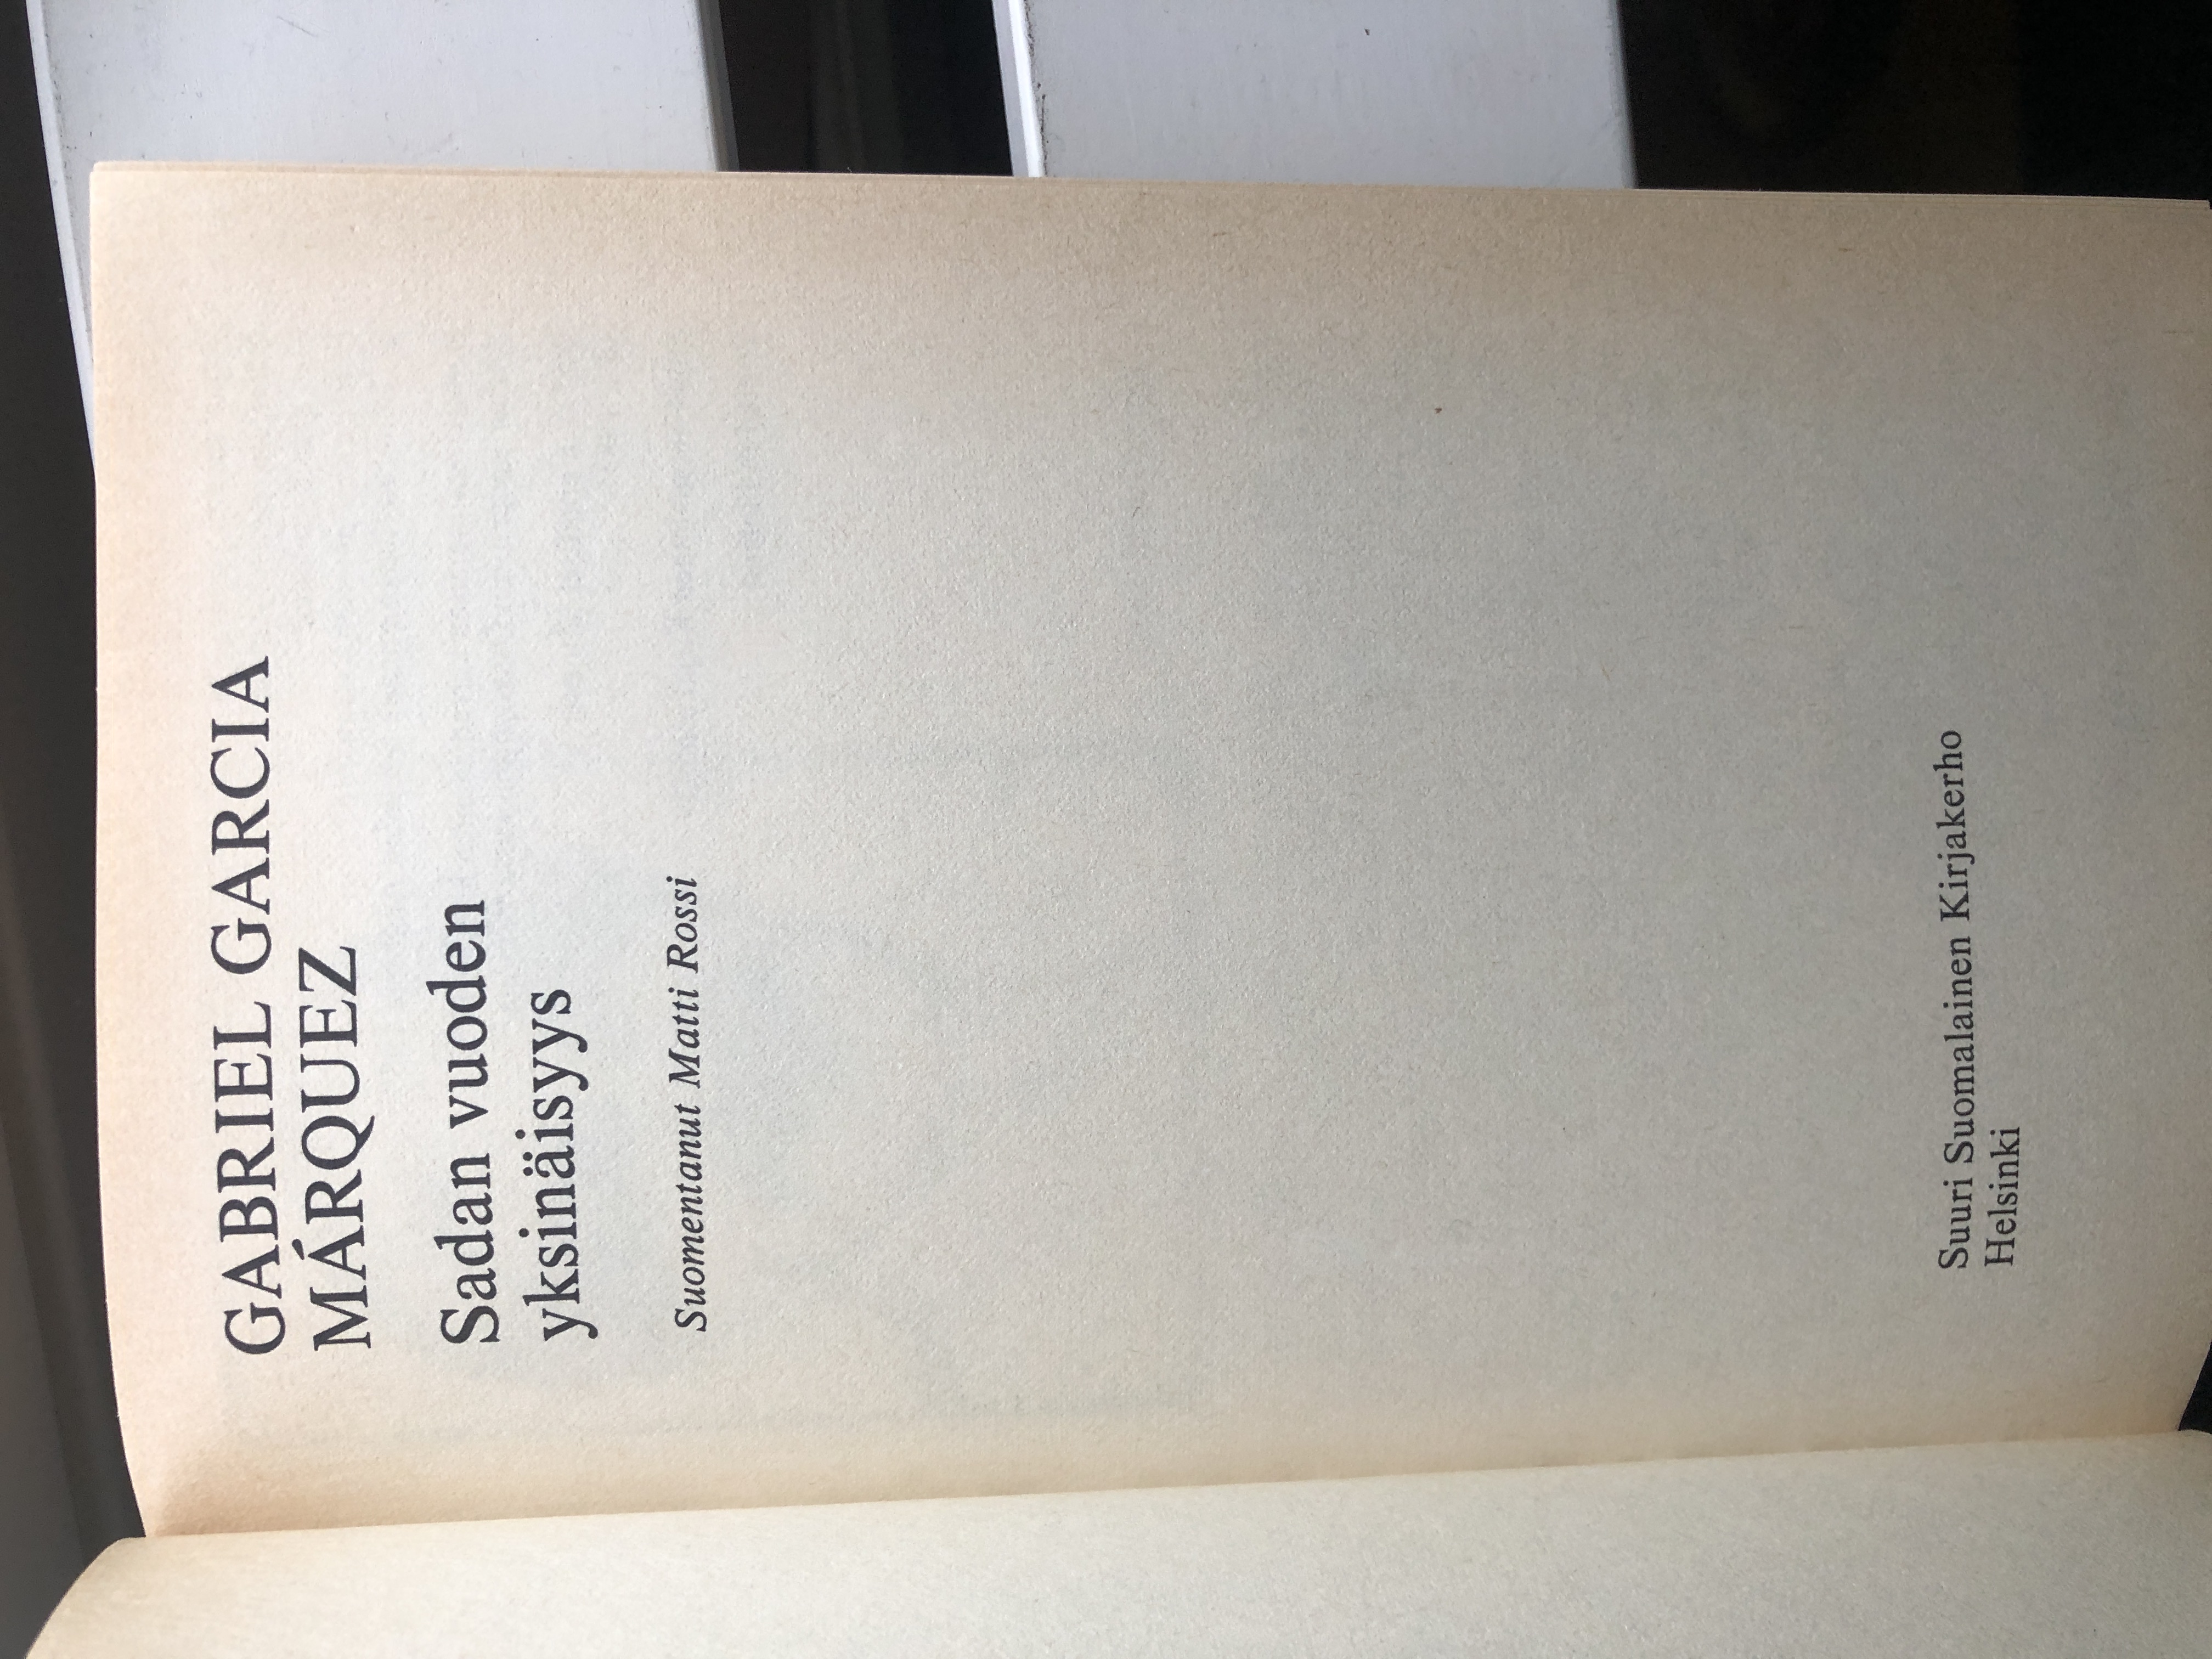 GABRIEL GARCIA
MÁRQUEZ
Sadan vuoden
yksinäisyys
Suomentanut Matti Rossi
Suuri Suomalainen Kirjakerho
Helsinki